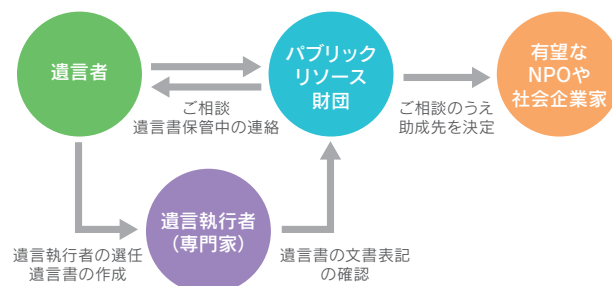 遺言者
パブリック
リソース
財団
有望な
NPOや
社会企業家
ご相談
遺言書保管中の連絡
ご相談のうえ
助成先を決定
遺言執行者
（専門家）
遺言執行者の選任
遺言書の作成
遺言書の文書表記
の確認